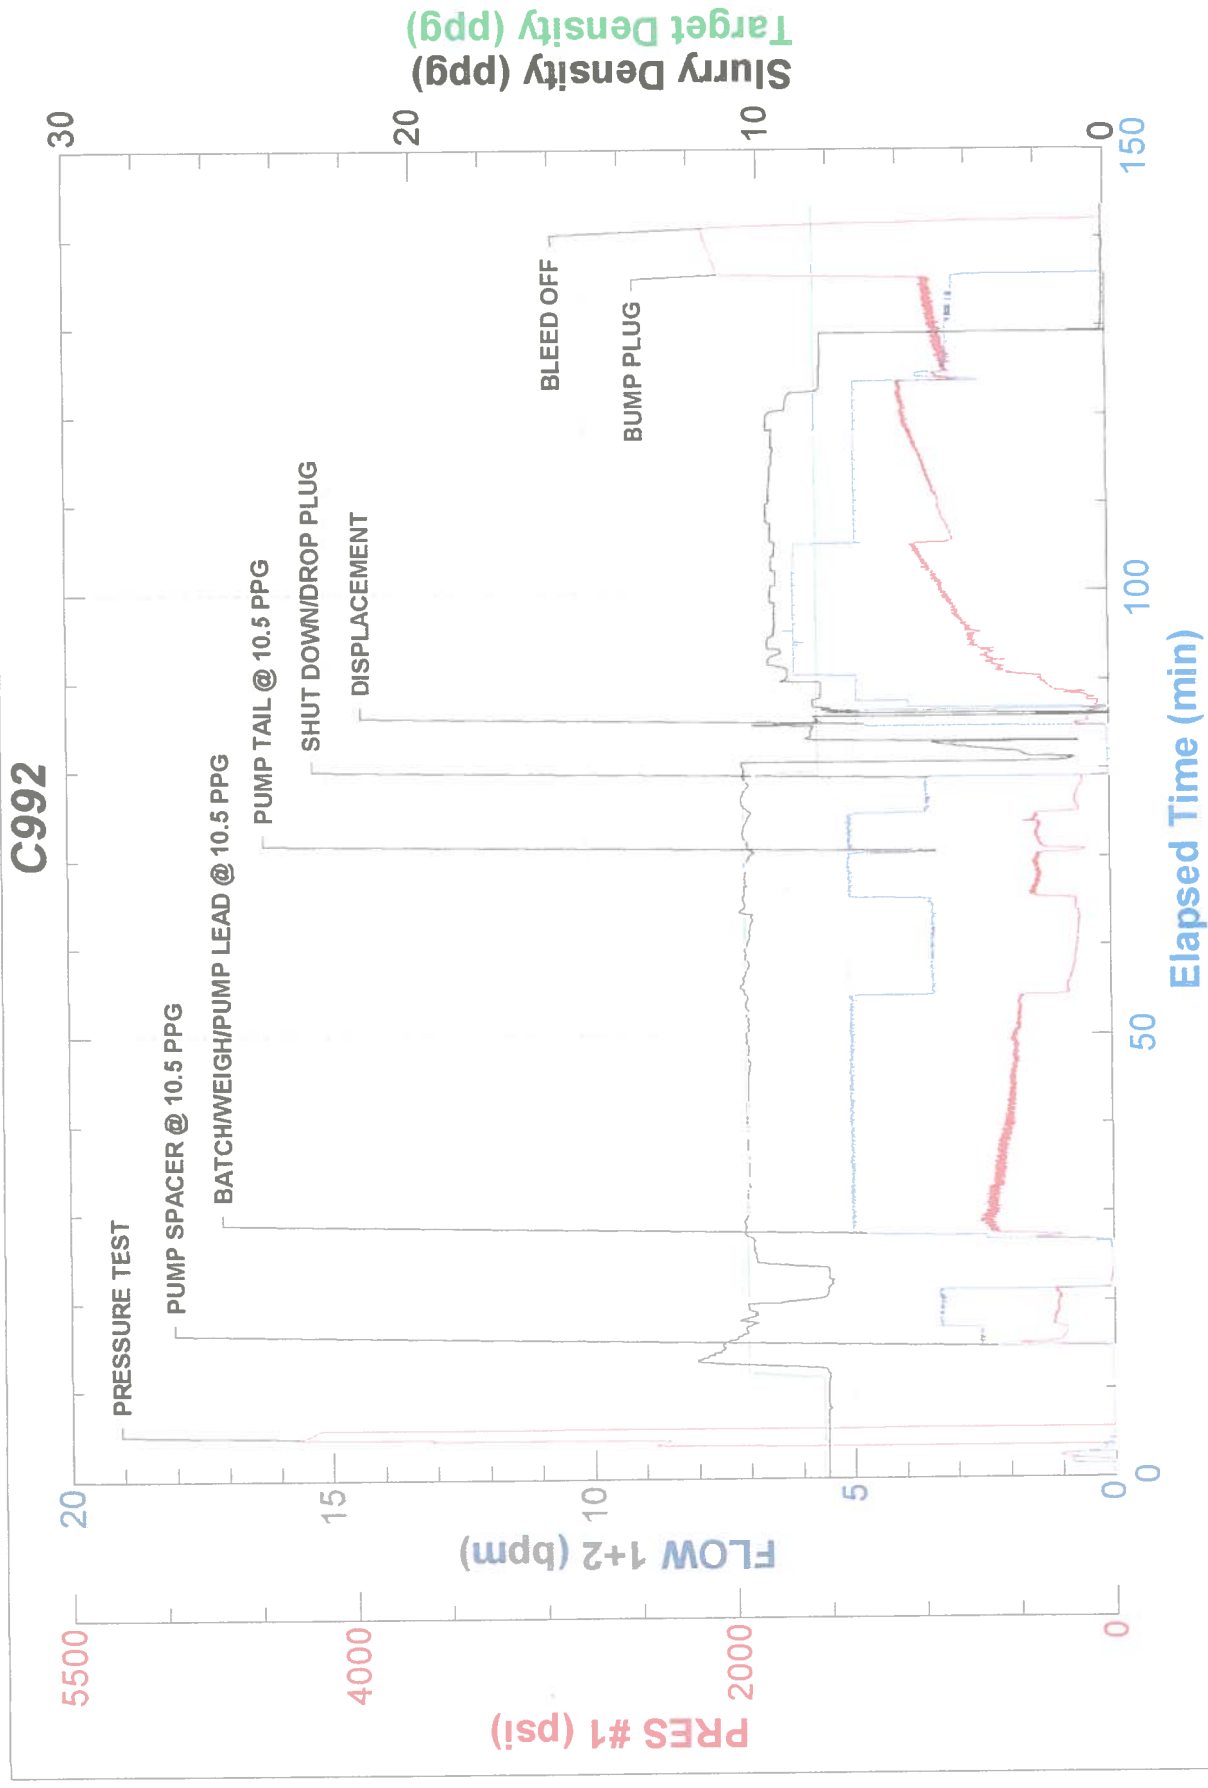 C992
PRESSURE TEST
PUMP SPACER @ 10.5 PPG
BATCH/WEIGH/PUMP LEAD @ 10.5 PPG
PUMP TAIL @ 10.5 PPG
SHUT DOWN/DROP PLUG
DISPLACEMENT
BLEED OFF
BUMP PLUG
PRES #1 (psi)
5500
4000
2000
0
FLOW 1+2 (bpm)
20
15
10
5
0
Elapsed Time (min)
0
50
100
150
30
20
10
0
Slurry Density (ppg)
Target Density (ppg)